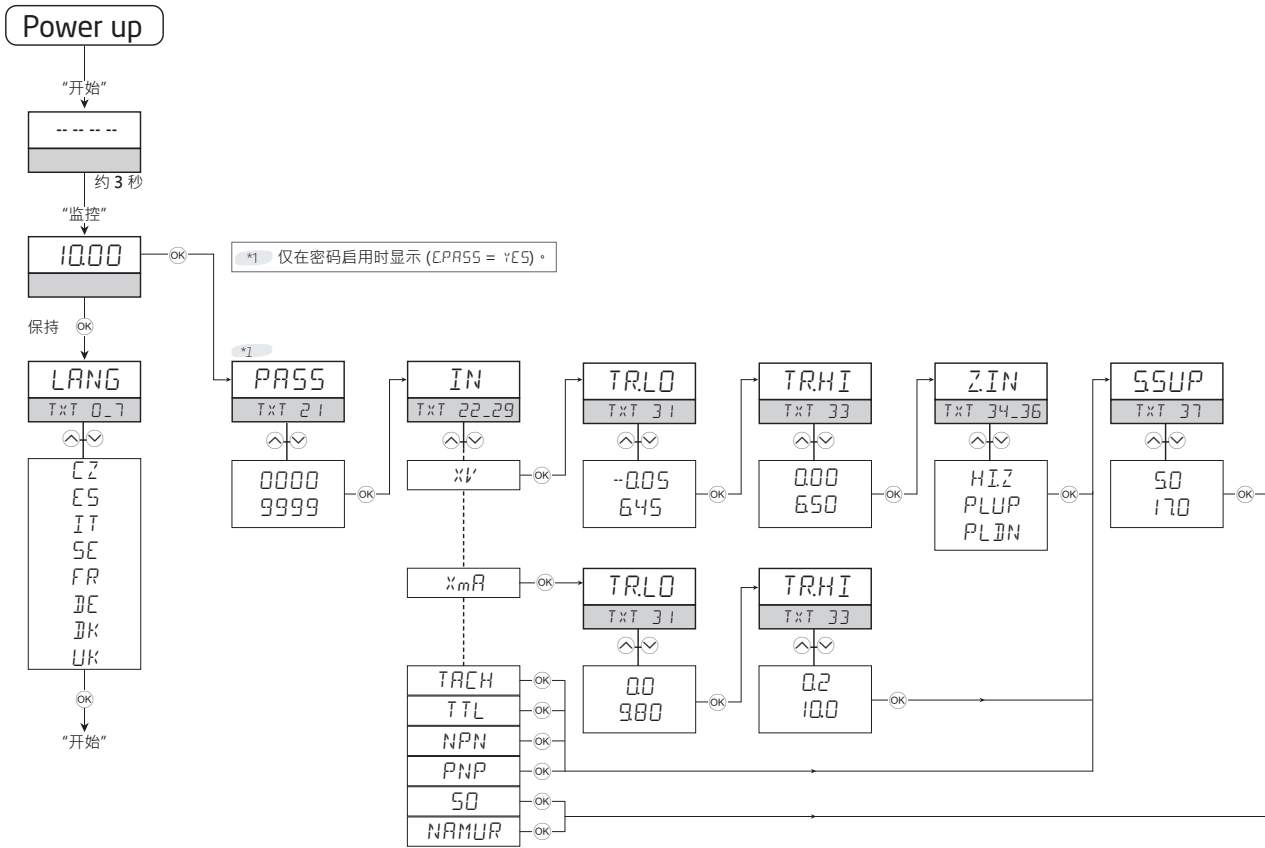 Power up
“开始”
-- -- -- --
约 3 秒
“监控”
10.00
OK
*1 仅在密码启用时显示 (E.PASS = YES)。
保持 OK
LANG
TXT 0_7
CZ
ES
IT
SE
FR
DE
DK
UK
OK
“开始”
*1
PASS
TXT 21
0000
9999
OK
IN
TXT 22_29
XV
OK
TR.LO
TXT 31
-0.05
6.45
OK
TR.HI
TXT 33
0.00
6.50
OK
Z.IN
TXT 34_36
HI.Z
PLUP
PLDN
OK
S.SUP
TXT 37
5.0
17.0
OK
XmA
OK
TR.LO
TXT 31
0.0
9.80
OK
TR.HI
TXT 33
0.2
10.0
OK
TACH
OK
TTL
OK
NPN
OK
PNP
OK
S0
OK
NAMUR
OK